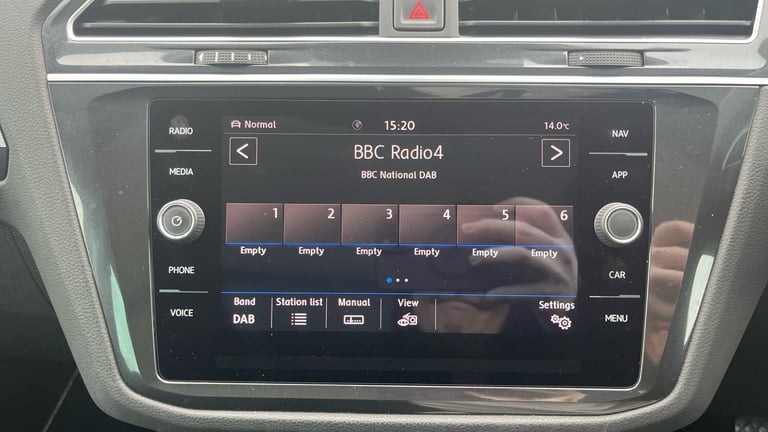 RADIO
MEDIA
PHONE
VOICE
Normal 15:20 14.0°C
< BBC Radio4 >
BBC National DAB
1 2 3 4 5 6
Empty Empty Empty Empty Empty Empty
Band Station list Manual View Settings
DAB
NAV
APP
CAR
MENU